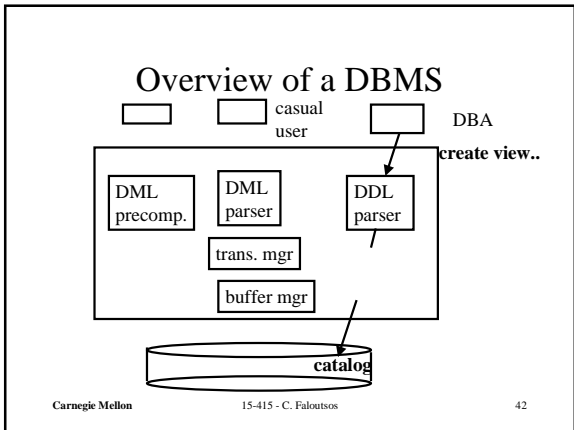 Overview of a DBMS
casual
user
DBA
create view..
DML
precomp.
DML
parser
DDL
parser
trans. mgr
buffer mgr
catalog
Carnegie Mellon
15-415 - C. Faloutsos
42